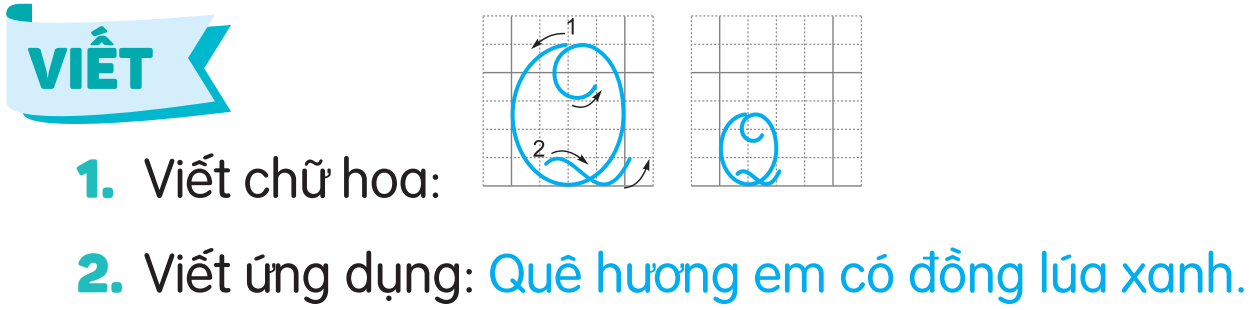 VIẾT
1. Viết chữ hoa: Q Q
1
2
2. Viết ứng dụng: Quê hương em có đồng lúa xanh.